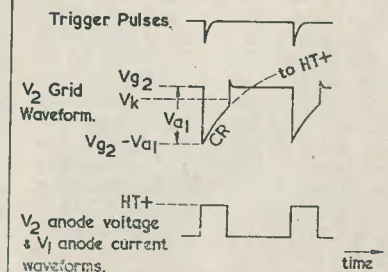 Trigger Pulses.
to HT+
Vg2
V2 Grid
Vk
Waveform.
Va1
CR
Vg2 -Va1
HT+
V2 anode voltage
& V1 anode current
waveforms.
time